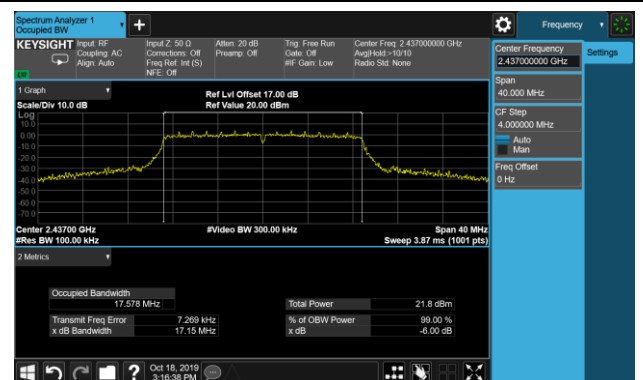 Spectrum Analyzer 1
Occupied BW
Frequency
KEYSIGHT
Input: RF
Coupling: AC
Align: Auto
Input Z: 50 Ω
Corrections: Off
Freq Ref: Int (S)
NFE: Off
Atten: 20 dB
Preamp: Off
Trig: Free Run
Gate: Off
#IF Gain: Low
Center Freq: 2.437000000 GHz
Avg|Hold:>10/10
Radio Std: None
Center Frequency
2.437000000 GHz
Settings
Span
40.000 MHz
CF Step
4.000000 MHz
Auto
Man
Freq Offset
0 Hz
1 Graph
Scale/Div 10.0 dB
Ref Lvl Offset 17.00 dB
Ref Value 20.00 dBm
Log
10.0
0.00
-10.0
-20.0
-30.0
-40.0
-50.0
-60.0
-70.0
Center 2.43700 GHz
#Res BW 100.00 kHz
#Video BW 300.00 kHz
Span 40 MHz
Sweep 3.87 ms (1001 pts)
2 Metrics
Occupied Bandwidth
17.578 MHz
Transmit Freq Error 7.269 kHz
x dB Bandwidth 17.15 MHz
Total Power 21.8 dBm
% of OBW Power 99.00 %
x dB -6.00 dB
?
Oct 18, 2019
3:16:38 PM